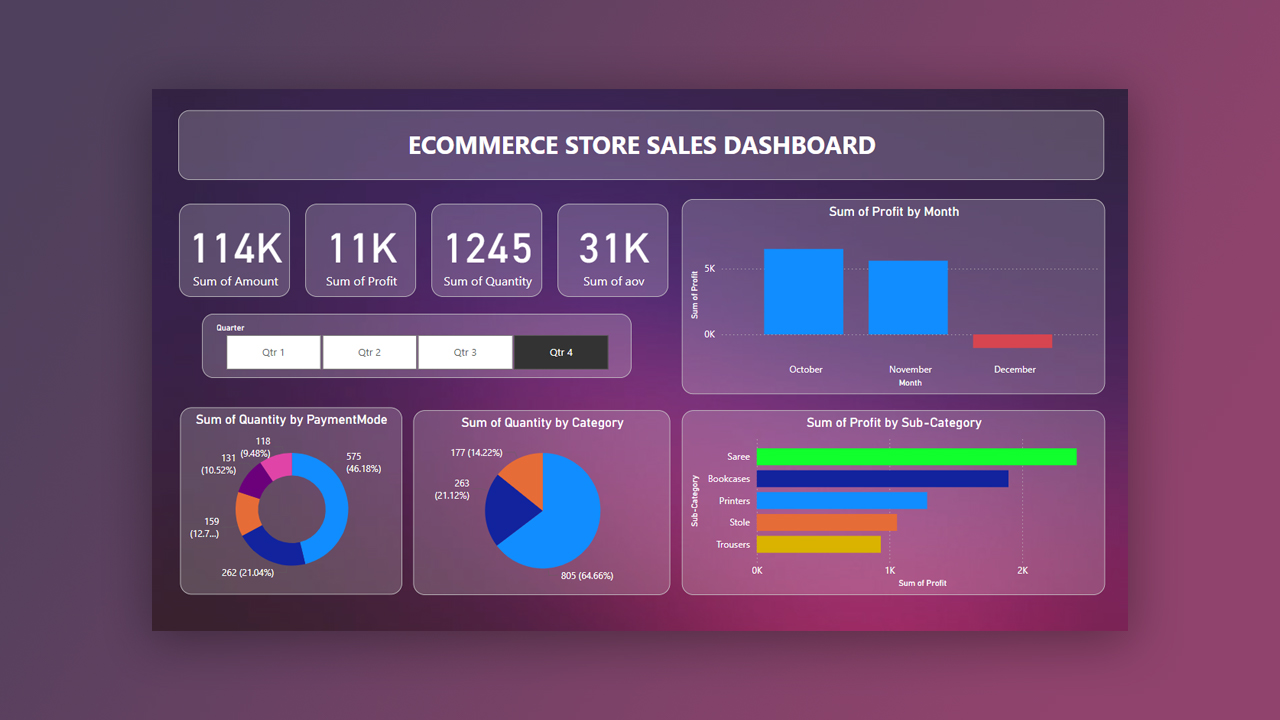 ECOMMERCE STORE SALES DASHBOARD
114K
Sum of Amount
11K
Sum of Profit
1245
Sum of Quantity
31K
Sum of aov
Quarter
Qtr 1
Qtr 2
Qtr 3
Qtr 4
Sum of Profit by Month
Sum of Profit
5K
0K
October
November
December
Month
Sum of Quantity by PaymentMode
118
(9.48%)
131
(10.52%)
575
(46.18%)
159
(12.7...)
262 (21.04%)
Sum of Quantity by Category
177 (14.22%)
263
(21.12%)
805 (64.66%)
Sum of Profit by Sub-Category
Sub-Category
Saree
Bookcases
Printers
Stole
Trousers
0K
1K
2K
Sum of Profit